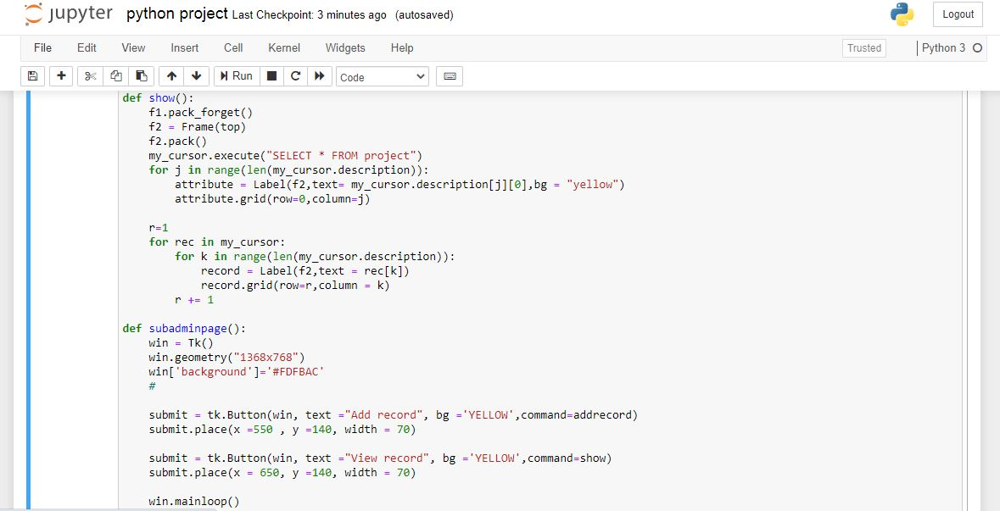 jupyter python project Last Checkpoint: 3 minutes ago (autosaved) Logout
File Edit View Insert Cell Kernel Widgets Help Trusted Python 3
Run Code
def show():
    f1.pack_forget()
    f2 = Frame(top)
    f2.pack()
    my_cursor.execute("SELECT * FROM project")
    for j in range(len(my_cursor.description)):
        attribute = Label(f2,text= my_cursor.description[j][0],bg = "yellow")
        attribute.grid(row=0,column=j)

    r=1
    for rec in my_cursor:
        for k in range(len(my_cursor.description)):
            record = Label(f2,text = rec[k])
            record.grid(row=r,column = k)
        r += 1

def subadminpage():
    win = Tk()
    win.geometry("1368x768")
    win['background']='#FDFBAC'
    #

    submit = tk.Button(win, text ="Add record", bg ='YELLOW',command=addrecord)
    submit.place(x =550 , y =140, width = 70)

    submit = tk.Button(win, text ="View record", bg ='YELLOW',command=show)
    submit.place(x = 650, y =140, width = 70)

    win.mainloop()